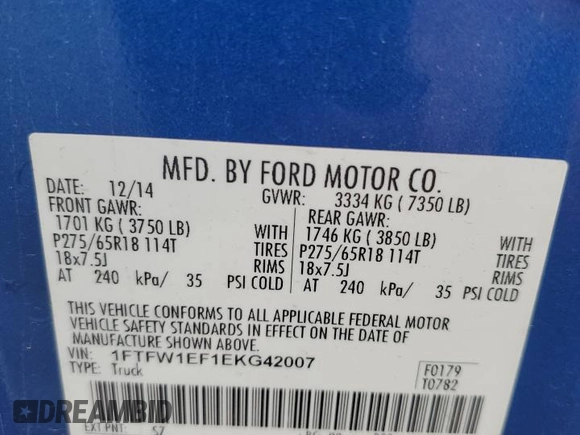 MFD. BY FORD MOTOR CO.
DATE: 12/14 GVWR: 3334 KG ( 7350 LB)
FRONT GAWR: REAR GAWR:
1701 KG ( 3750 LB) WITH 1746 KG ( 3850 LB) WITH
P275/65R18 114T TIRES P275/65R18 114T TIRES
18x7.5J RIMS 18x7.5J RIMS
AT 240 kPa/ 35 PSI COLD AT 240 kPa/ 35 PSI COLD
THIS VEHICLE CONFORMS TO ALL APPLICABLE FEDERAL MOTOR
VEHICLE SAFETY STANDARDS IN EFFECT ON THE DATE OF
MANUFACTURE SHOWN ABOVE.
VIN: 1FTFW1EF1EKG42007 F0179
TYPE: Truck T0782
EXT PNT: SZ
DREAMBID